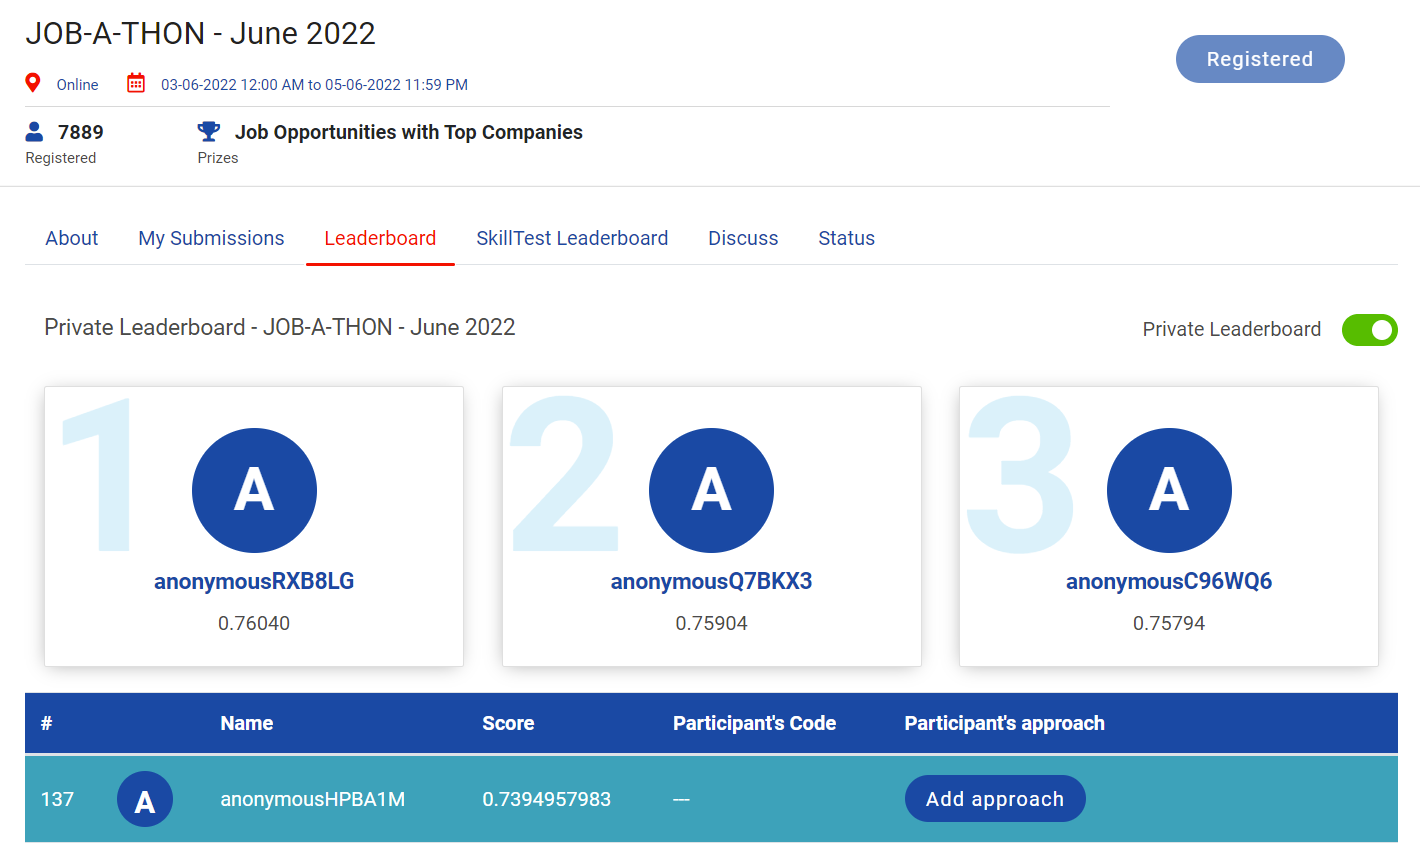 JOB-A-THON - June 2022
Registered
Online 03-06-2022 12:00 AM to 05-06-2022 11:59 PM
7889 Job Opportunities with Top Companies
Registered Prizes
About My Submissions Leaderboard SkillTest Leaderboard Discuss Status
Private Leaderboard - JOB-A-THON - June 2022 Private Leaderboard
1 2 3
A A A
anonymousRXB8LG anonymousQ7BKX3 anonymousC96WQ6
0.76040 0.75904 0.75794
# Name Score Participant's Code Participant's approach
137 A anonymousHPBA1M 0.7394957983 --- Add approach